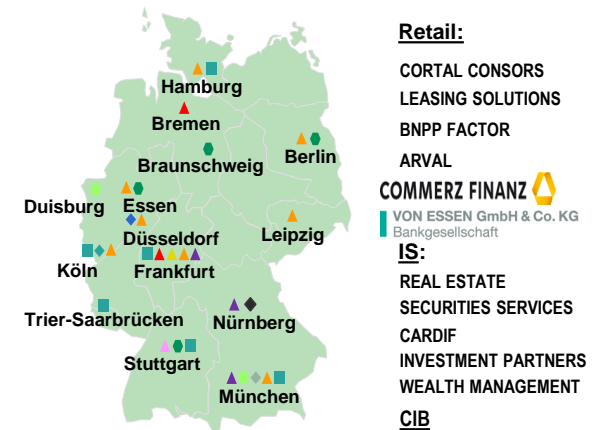 Hamburg
Bremen
Braunschweig
Berlin
Duisburg
Essen
Düsseldorf
Leipzig
Köln
Frankfurt
Trier-Saarbrücken
Nürnberg
Stuttgart
München
Retail:
CORTAL CONSORS
LEASING SOLUTIONS
BNPP FACTOR
ARVAL
COMMERZ FINANZ
VON ESSEN GmbH & Co. KG
Bankgesellschaft
IS:
REAL ESTATE
SECURITIES SERVICES
CARDIF
INVESTMENT PARTNERS
WEALTH MANAGEMENT
CIB